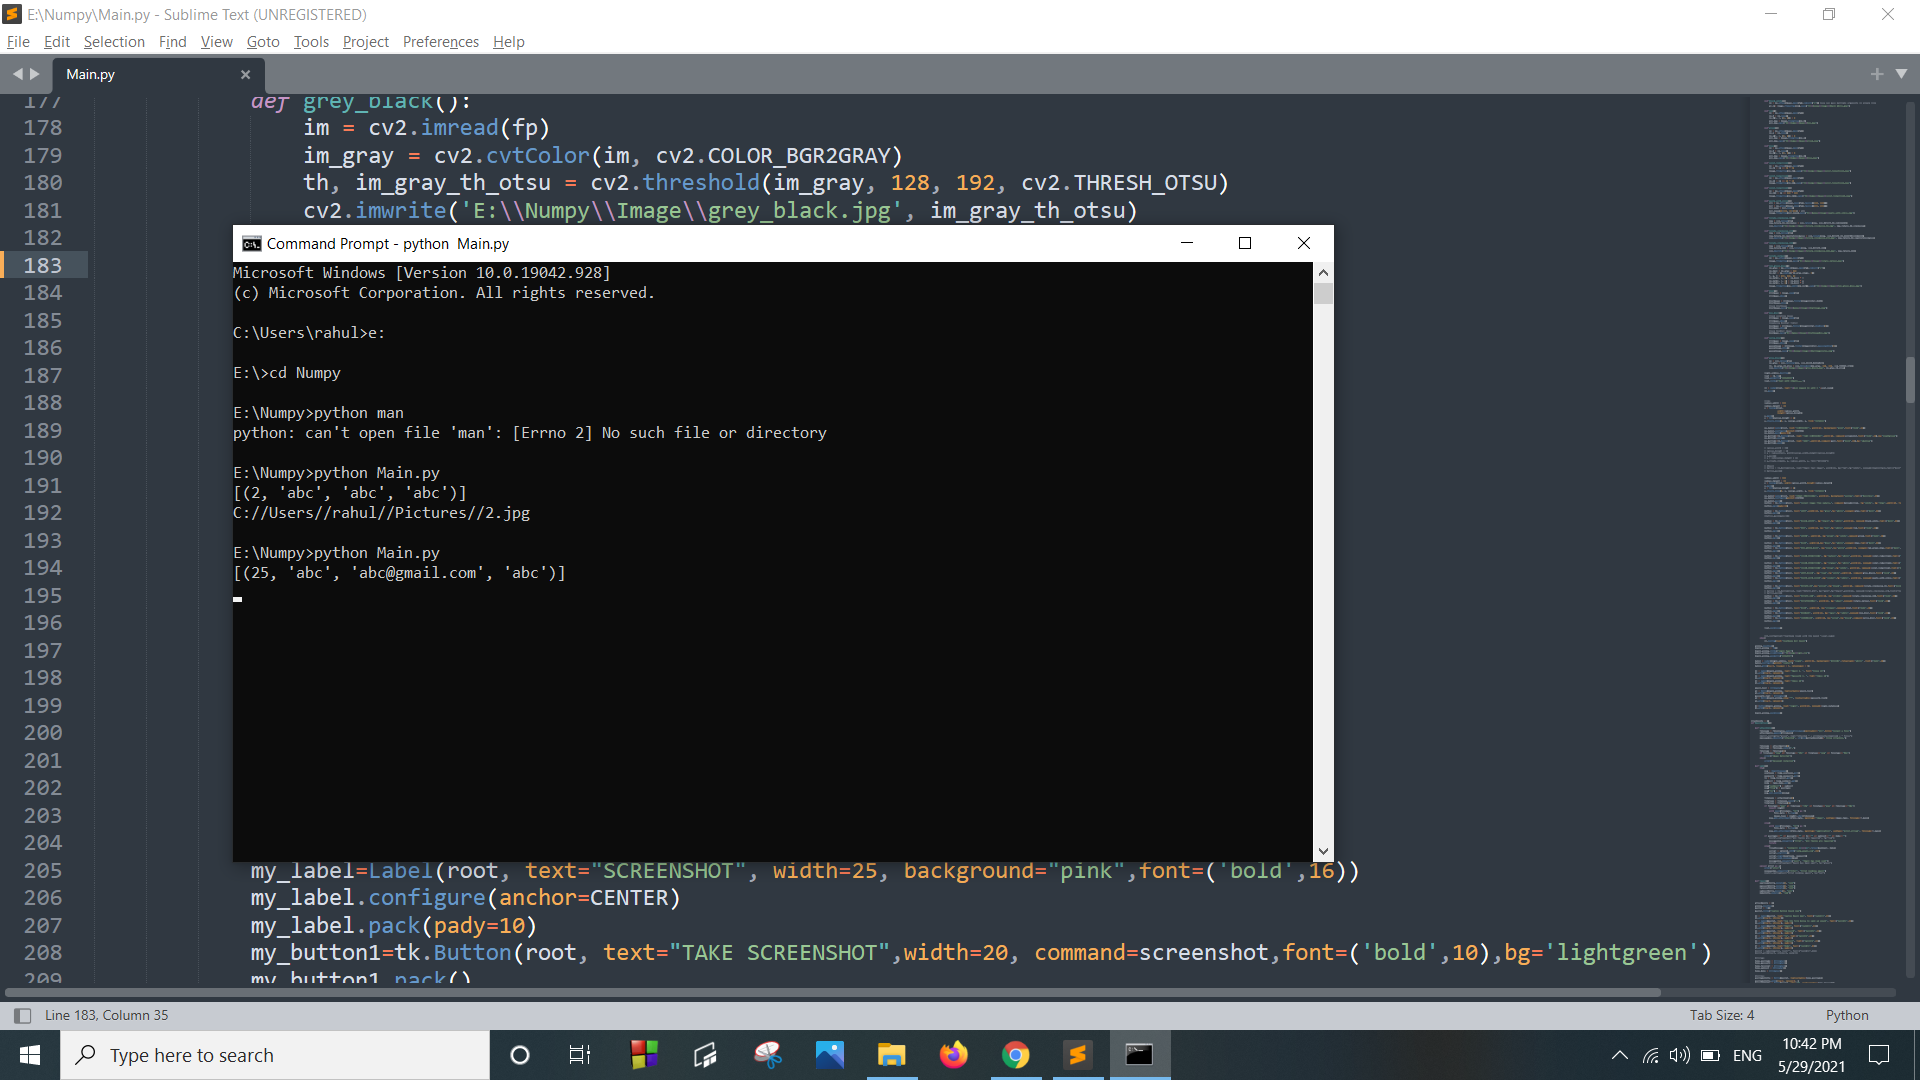 E:\Numpy\Main.py - Sublime Text (UNREGISTERED)
File Edit Selection Find View Goto Tools Project Preferences Help
Main.py
177 def grey_black():
178 im = cv2.imread(fp)
179 im_gray = cv2.cvtColor(im, cv2.COLOR_BGR2GRAY)
180 th, im_gray_th_otsu = cv2.threshold(im_gray, 128, 192, cv2.THRESH_OTSU)
181 cv2.imwrite('E:\\Numpy\\Image\\grey_black.jpg', im_gray_th_otsu)
182
183
184
185
186
187
188
189
190
191
192
193
194
195
196
197
198
199
200
201
202
203
204
Command Prompt - python  Main.py
Microsoft Windows [Version 10.0.19042.928]
(c) Microsoft Corporation. All rights reserved.
C:\Users\rahul>e:
E:\>cd Numpy
E:\Numpy>python man
python: can't open file 'man': [Errno 2] No such file or directory
E:\Numpy>python Main.py
[(2, 'abc', 'abc', 'abc')]
C://Users//rahul//Pictures//2.jpg
E:\Numpy>python Main.py
[(25, 'abc', 'abc@gmail.com', 'abc')]
205 my_label=Label(root, text="SCREENSHOT", width=25, background="pink",font=('bold',16))
206 my_label.configure(anchor=CENTER)
207 my_label.pack(pady=10)
208 my_button1=tk.Button(root, text="TAKE SCREENSHOT",width=20, command=screenshot,font=('bold',10),bg='lightgreen')
209 my_button1.pack()
Line 183, Column 35
Tab Size: 4
Python
Type here to search
ENG
10:42 PM
5/29/2021